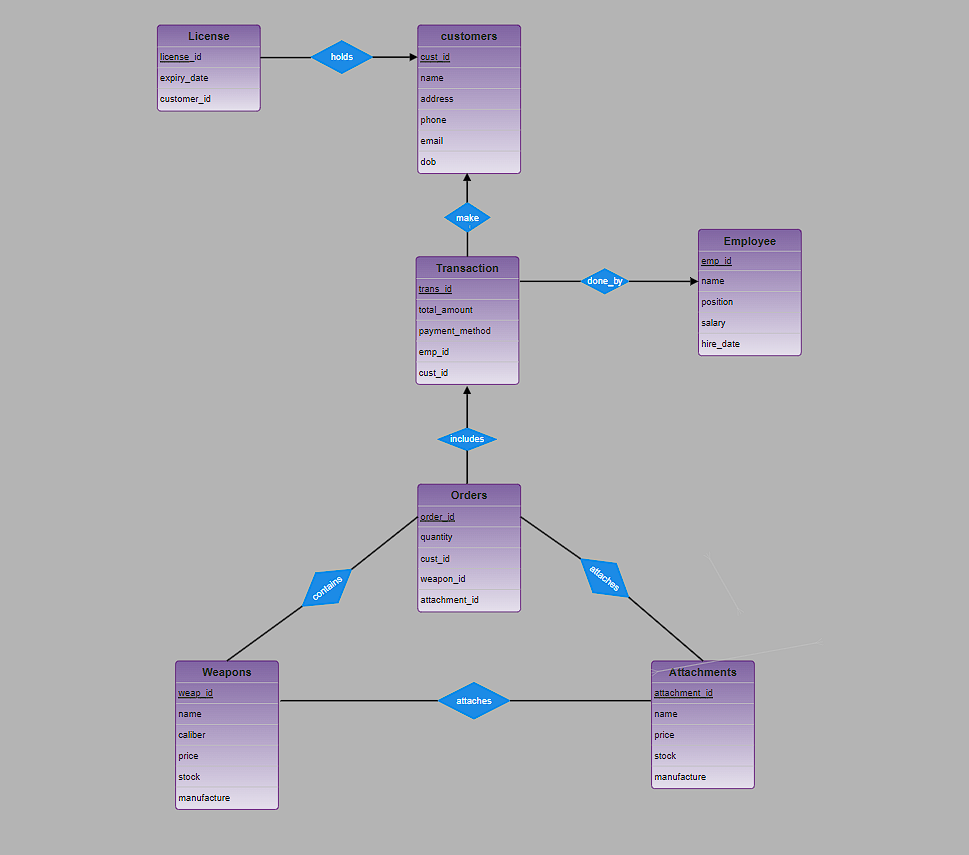 License
license_id
expiry_date
customer_id
holds
customers
cust_id
name
address
phone
email
dob
make
Transaction
trans_id
total_amount
payment_method
emp_id
cust_id
done_by
Employee
emp_id
name
position
salary
hire_date
includes
Orders
order_id
quantity
cust_id
weapon_id
attachment_id
contains
attaches
Weapons
weap_id
name
caliber
price
stock
manufacture
attaches
Attachments
attachment_id
name
price
stock
manufacture